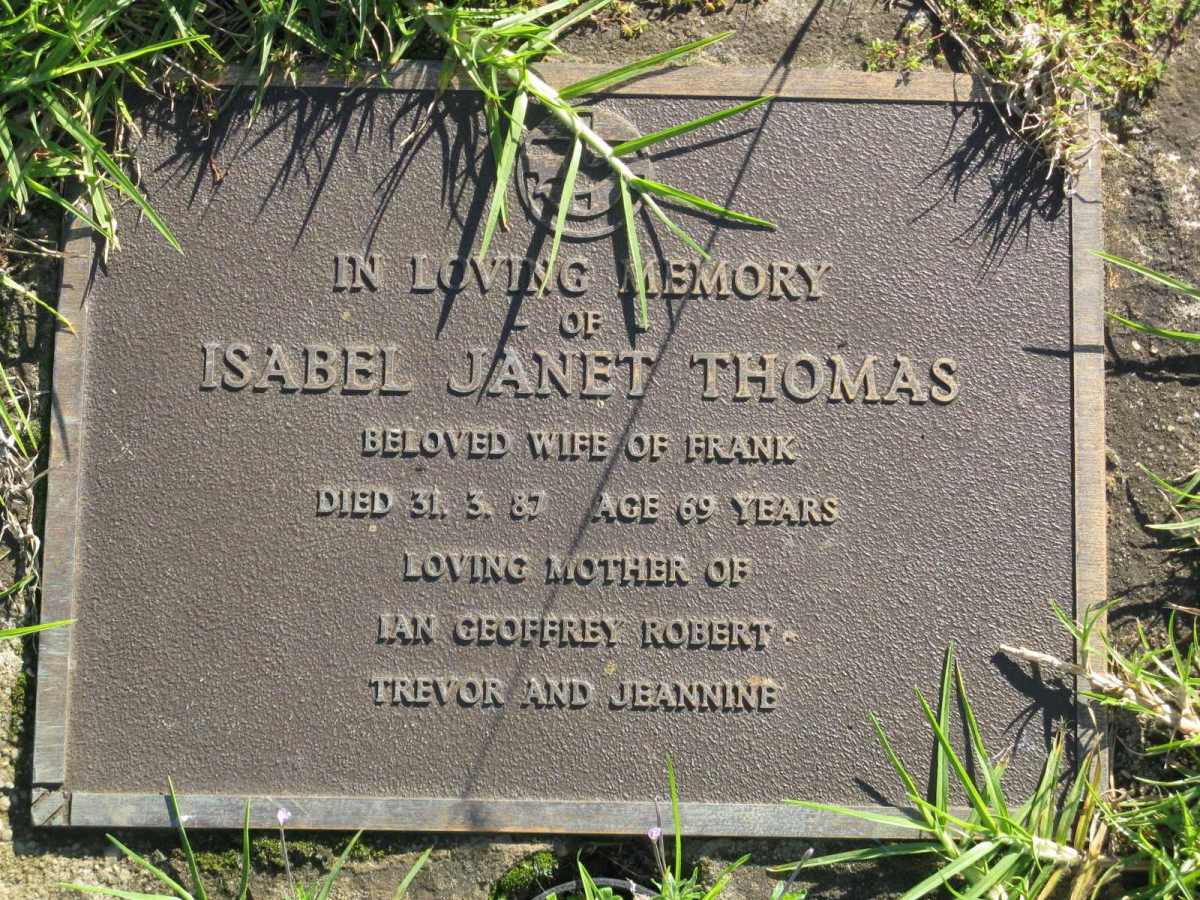 IN LOVING MEMORY
OF
ISABEL JANET THOMAS
BELOVED WIFE OF FRANK
DIED 31. 3. 87 AGE 69 YEARS
LOVING MOTHER OF
IAN GEOFFREY ROBERT
TREVOR AND JEANNINE